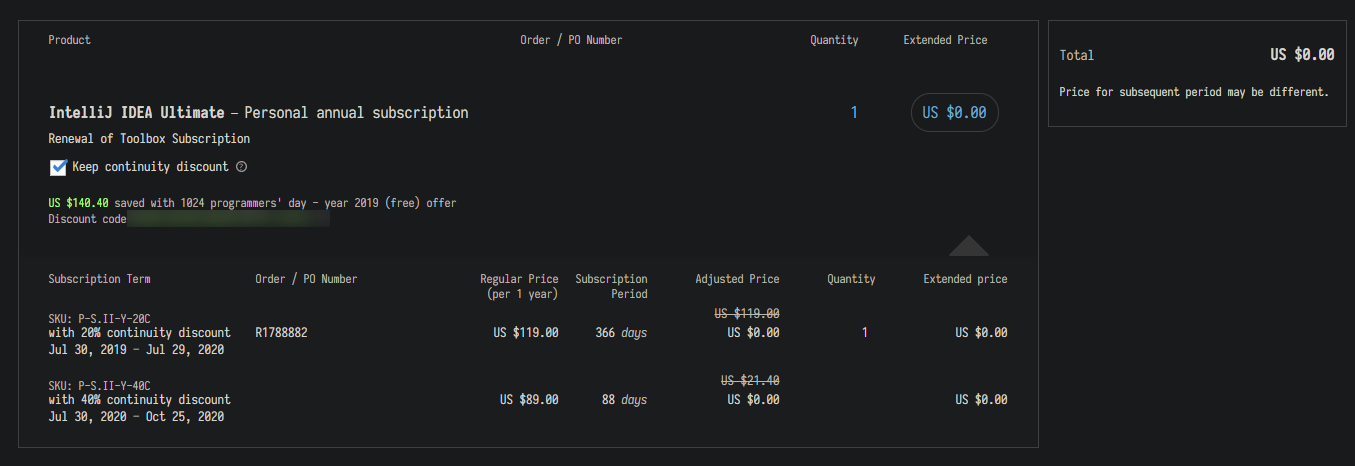 Product Order / PO Number Quantity Extended Price
IntelliJ IDEA Ultimate – Personal annual subscription 1 US $0.00
Renewal of Toolbox Subscription
Keep continuity discount ?
US $140.40 saved with 1024 programmers' day – year 2019 (free) offer
Discount code
Subscription Term Order / PO Number Regular Price (per 1 year) Subscription Period Adjusted Price Quantity Extended price
SKU: P-S.II-Y-20C US $119.00
with 20% continuity discount R1788882 US $119.00 366 days US $0.00 1 US $0.00
Jul 30, 2019 – Jul 29, 2020
SKU: P-S.II-Y-40C US $21.40
with 40% continuity discount US $89.00 88 days US $0.00 US $0.00
Jul 30, 2020 – Oct 25, 2020
Total US $0.00
Price for subsequent period may be different.